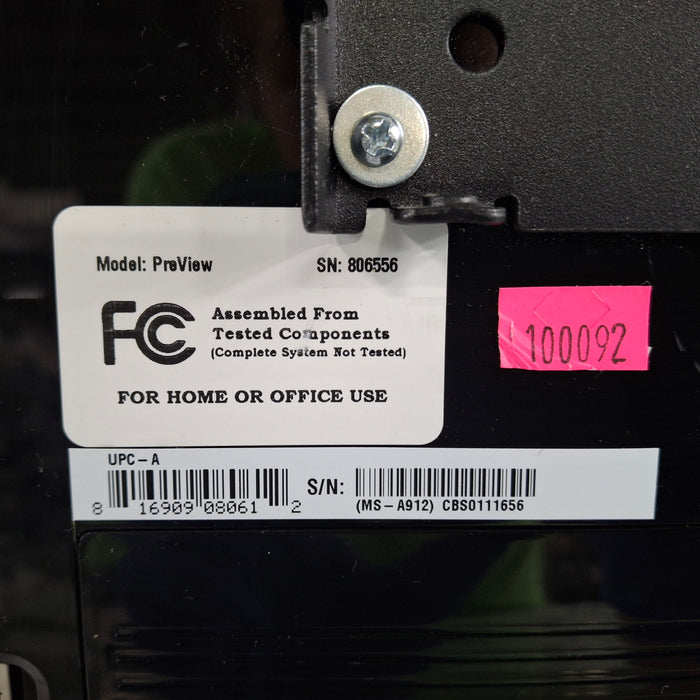 Model: PreView SN: 806556
FC Assembled From
Tested Components
(Complete System Not Tested)
FOR HOME OR OFFICE USE
100092
UPC-A
8 16909 08061 2
S/N:
(MS-A912) CBS0111656